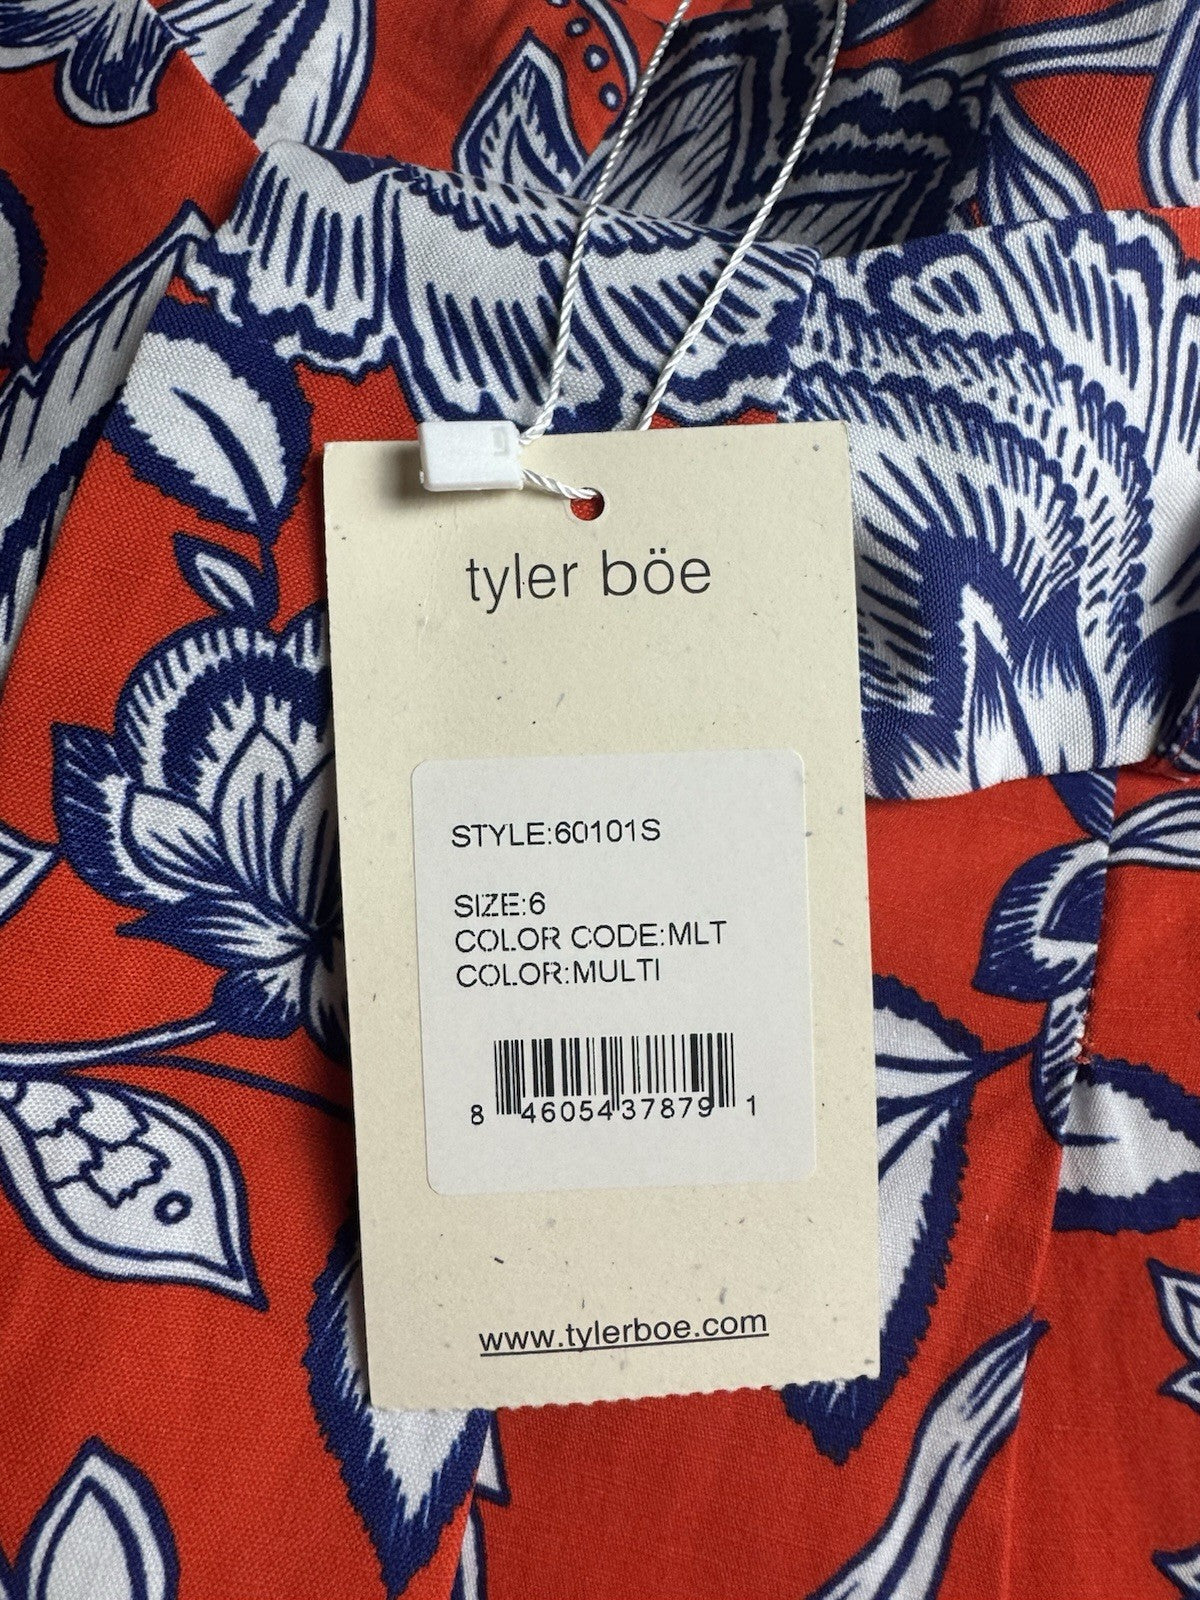 tyler böe
STYLE:60101S
SIZE:6
COLOR CODE:MLT
COLOR:MULTI
8 46054 37879 1
www.tylerboe.com